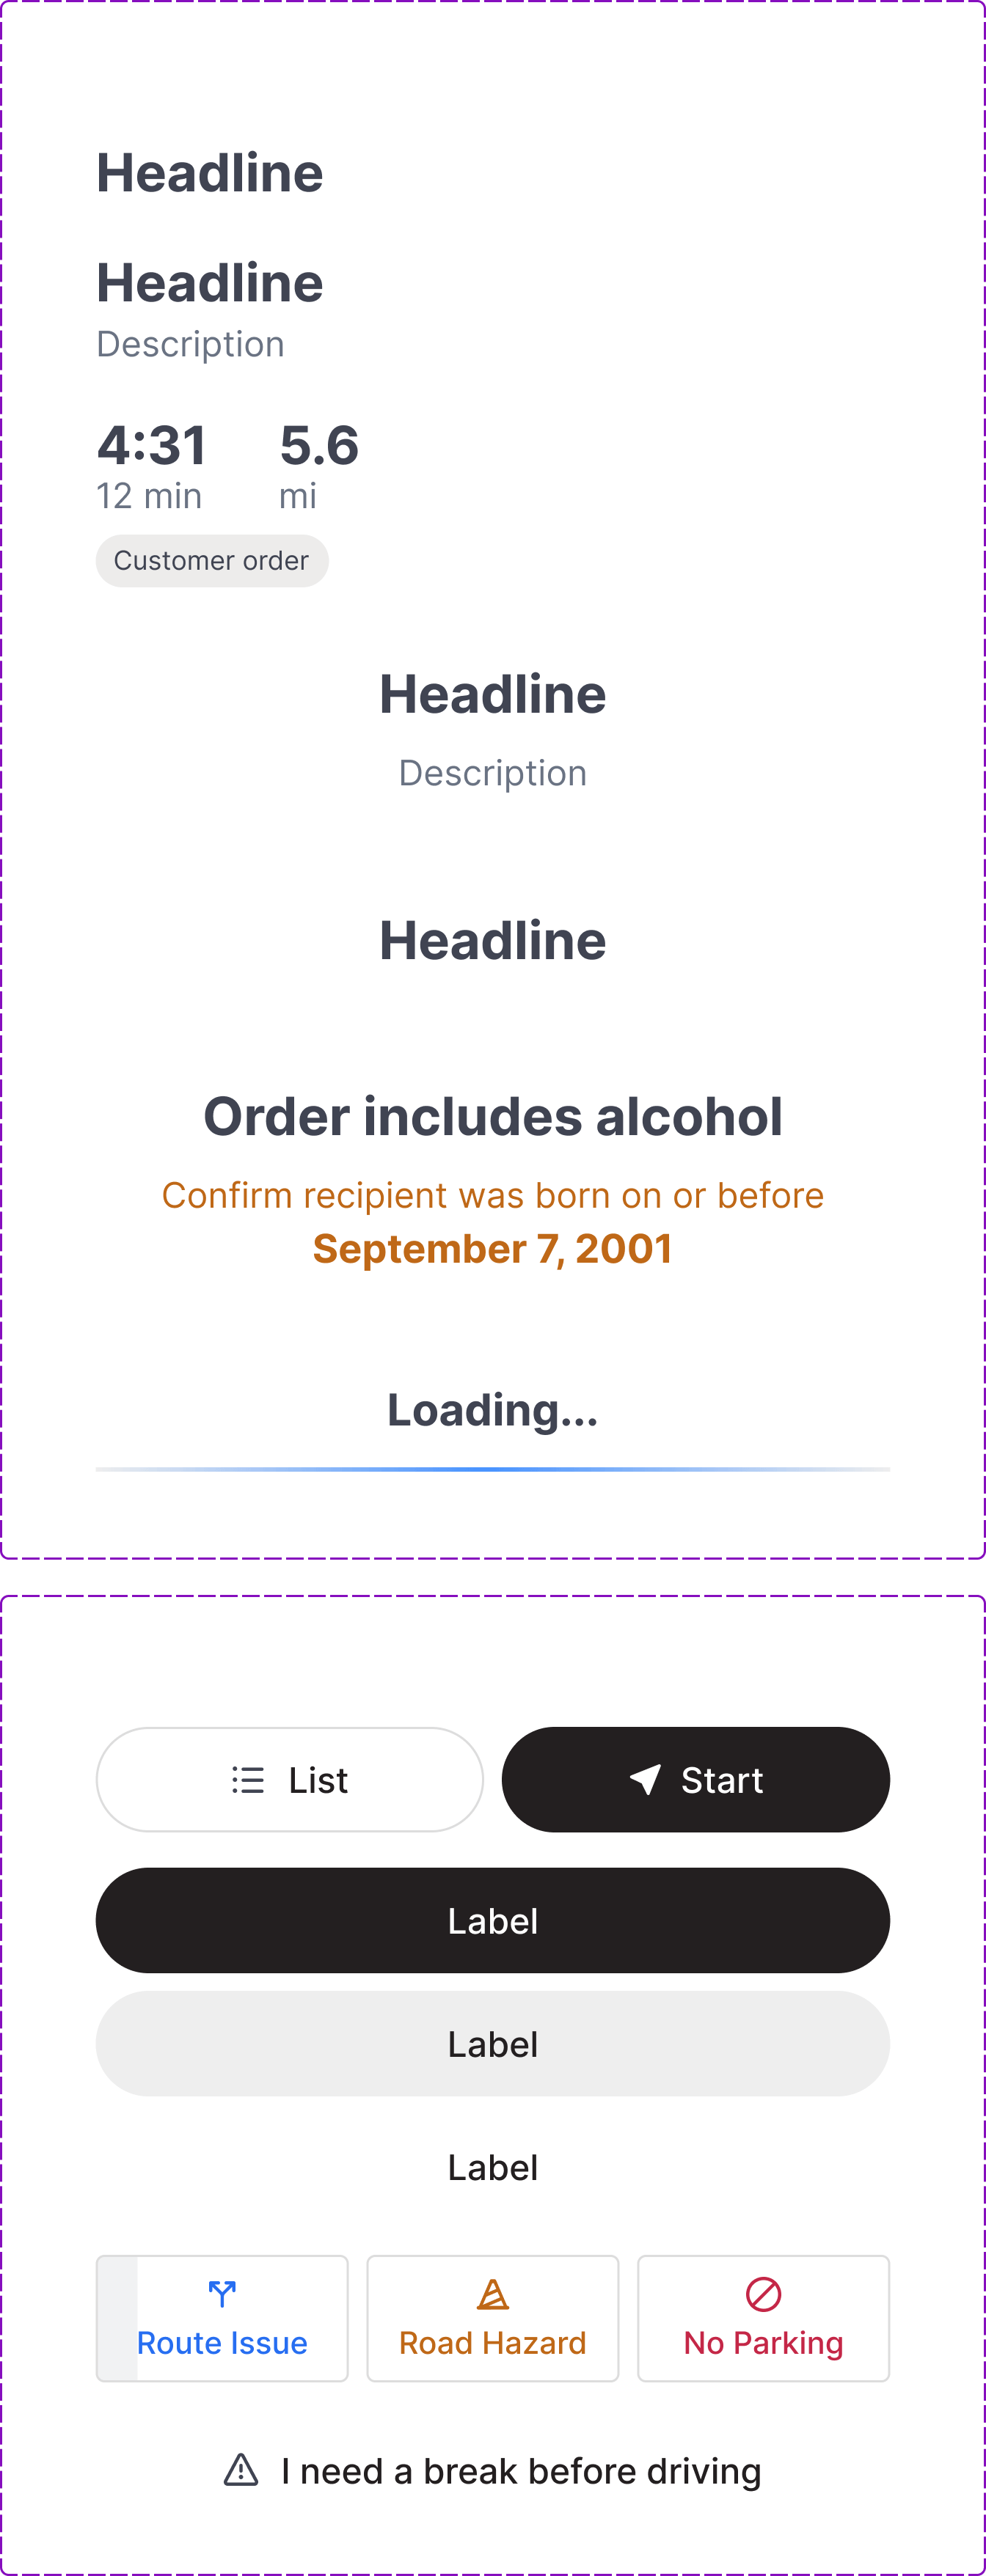 Headline
Headline
Description
4:31 5.6
12 min mi
Customer order
Headline
Description
Headline
Order includes alcohol
Confirm recipient was born on or before
September 7, 2001
Loading...
List Start
Label
Label
Label
Route Issue Road Hazard No Parking
I need a break before driving